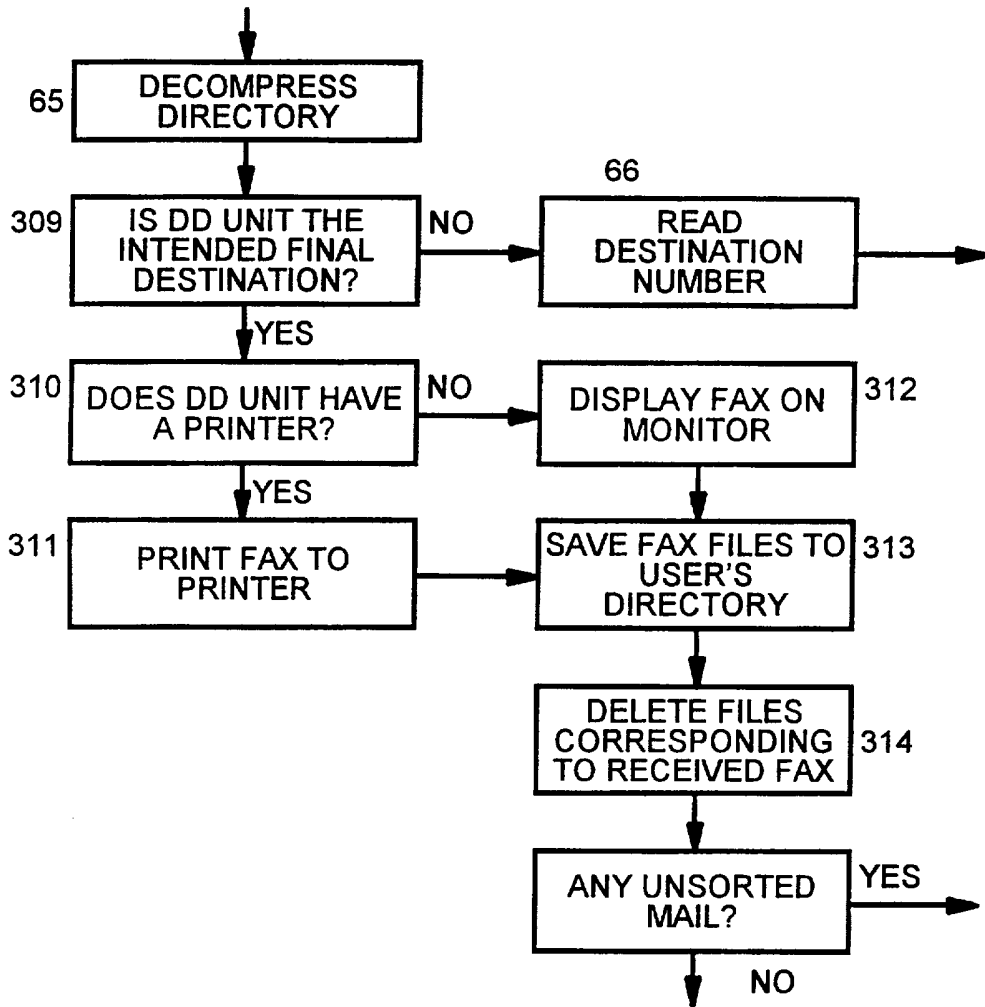 65
DECOMPRESS
DIRECTORY
309
IS DD UNIT THE
INTENDED FINAL
DESTINATION?
NO
66
READ
DESTINATION
NUMBER
YES
310
DOES DD UNIT HAVE
A PRINTER?
NO
DISPLAY FAX ON
MONITOR
312
YES
311
PRINT FAX TO
PRINTER
SAVE FAX FILES TO
USER'S
DIRECTORY
313
DELETE FILES
CORRESPONDING
TO RECEIVED FAX
314
ANY UNSORTED
MAIL?
YES
NO